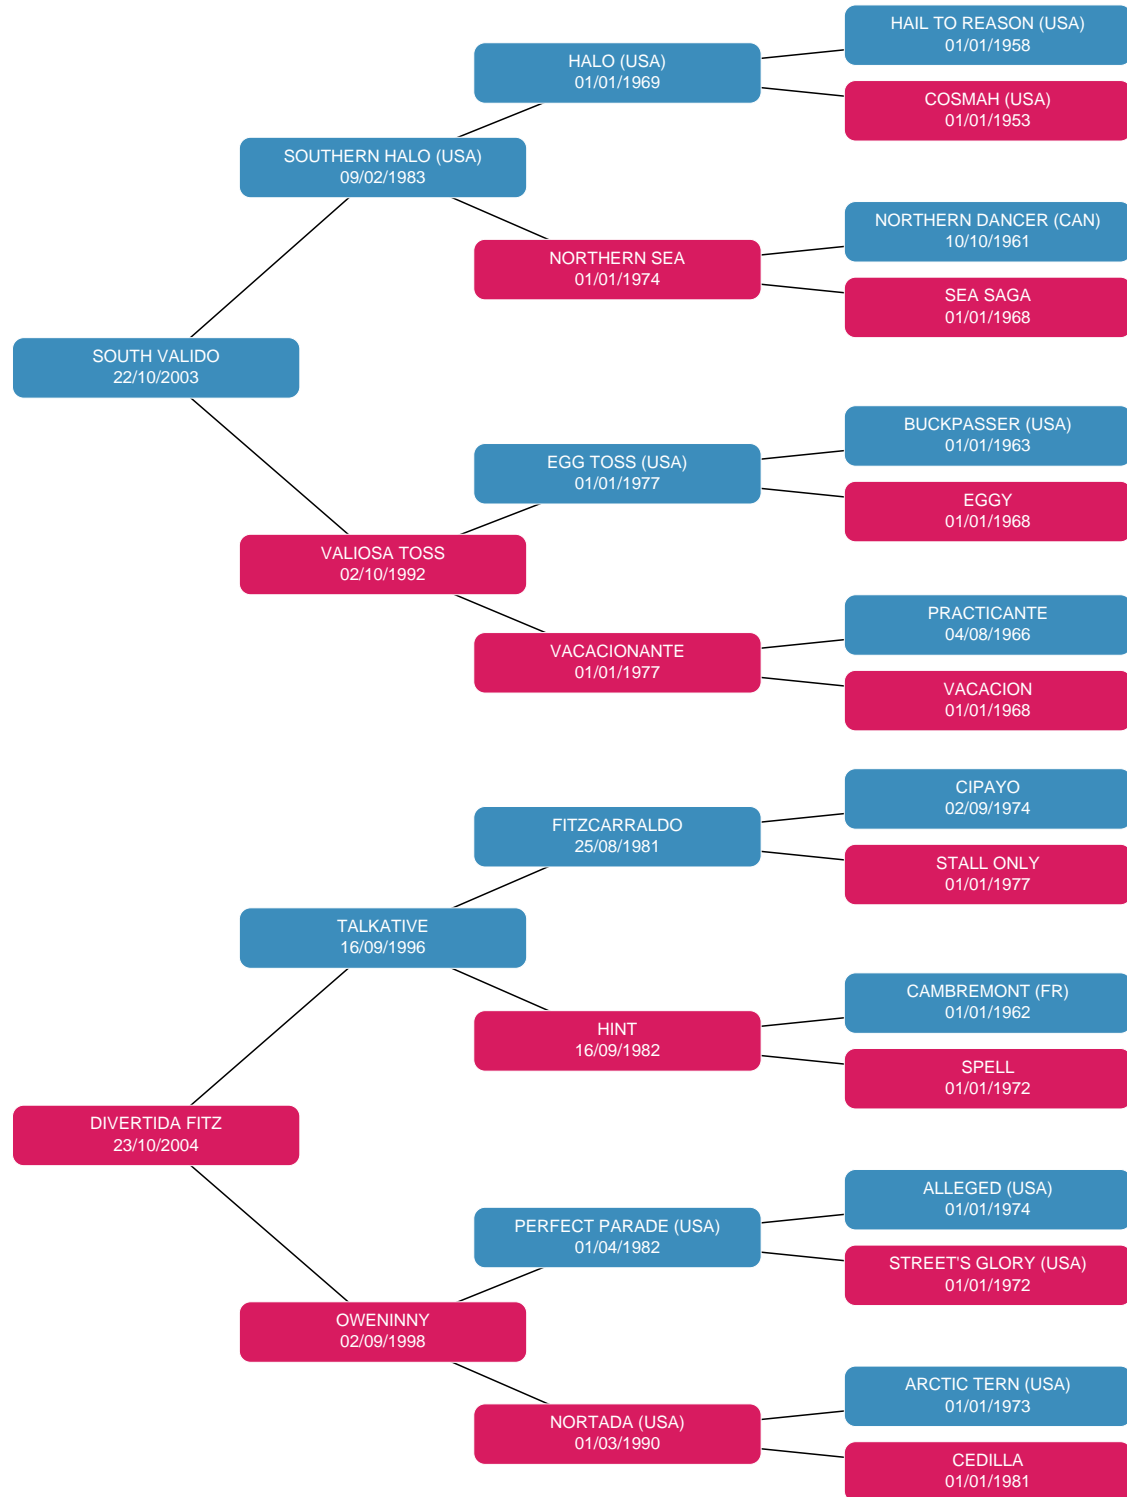 HAIL TO REASON (USA)
01/01/1958
HALO (USA)
01/01/1969
COSMAH (USA)
01/01/1953
SOUTHERN HALO (USA)
09/02/1983
NORTHERN DANCER (CAN)
10/10/1961
NORTHERN SEA
01/01/1974
SEA SAGA
01/01/1968
SOUTH VALIDO
22/10/2003
BUCKPASSER (USA)
01/01/1963
EGG TOSS (USA)
01/01/1977
EGGY
01/01/1968
VALIOSA TOSS
02/10/1992
PRACTICANTE
04/08/1966
VACACIONANTE
01/01/1977
VACACION
01/01/1968
CIPAYO
02/09/1974
FITZCARRALDO
25/08/1981
STALL ONLY
01/01/1977
TALKATIVE
16/09/1996
CAMBREMONT (FR)
01/01/1962
HINT
16/09/1982
SPELL
01/01/1972
DIVERTIDA FITZ
23/10/2004
ALLEGED (USA)
01/01/1974
PERFECT PARADE (USA)
01/04/1982
STREET'S GLORY (USA)
01/01/1972
OWENINNY
02/09/1998
ARCTIC TERN (USA)
01/01/1973
NORTADA (USA)
01/03/1990
CEDILLA
01/01/1981